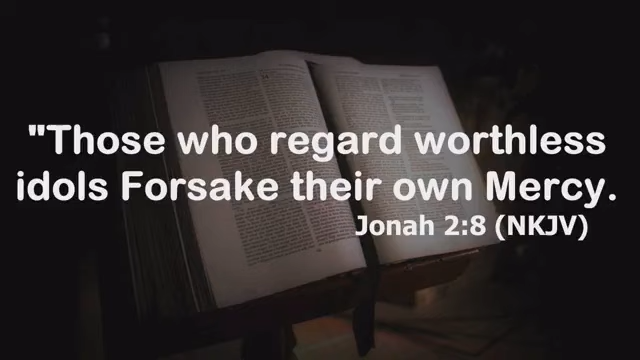 "Those who regard worthless
idols Forsake their own Mercy.
Jonah 2:8 (NKJV)